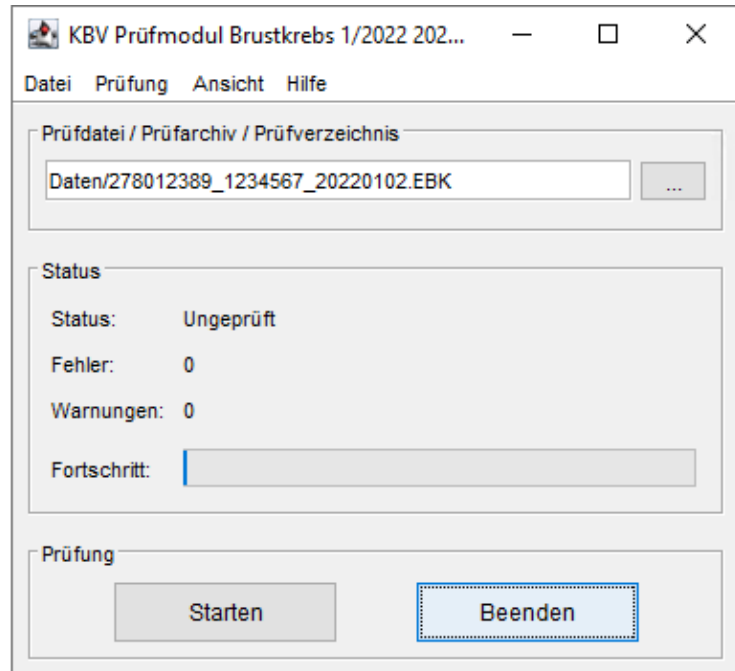 KBV Prüfmodul Brustkrebs 1/2022 202...
Datei Prüfung Ansicht Hilfe
Prüfdatei / Prüfarchiv / Prüfverzeichnis
Daten/278012389_1234567_20220102.EBK
...
Status
Status: Ungeprüft
Fehler: 0
Warnungen: 0
Fortschritt:
Prüfung
Starten Beenden